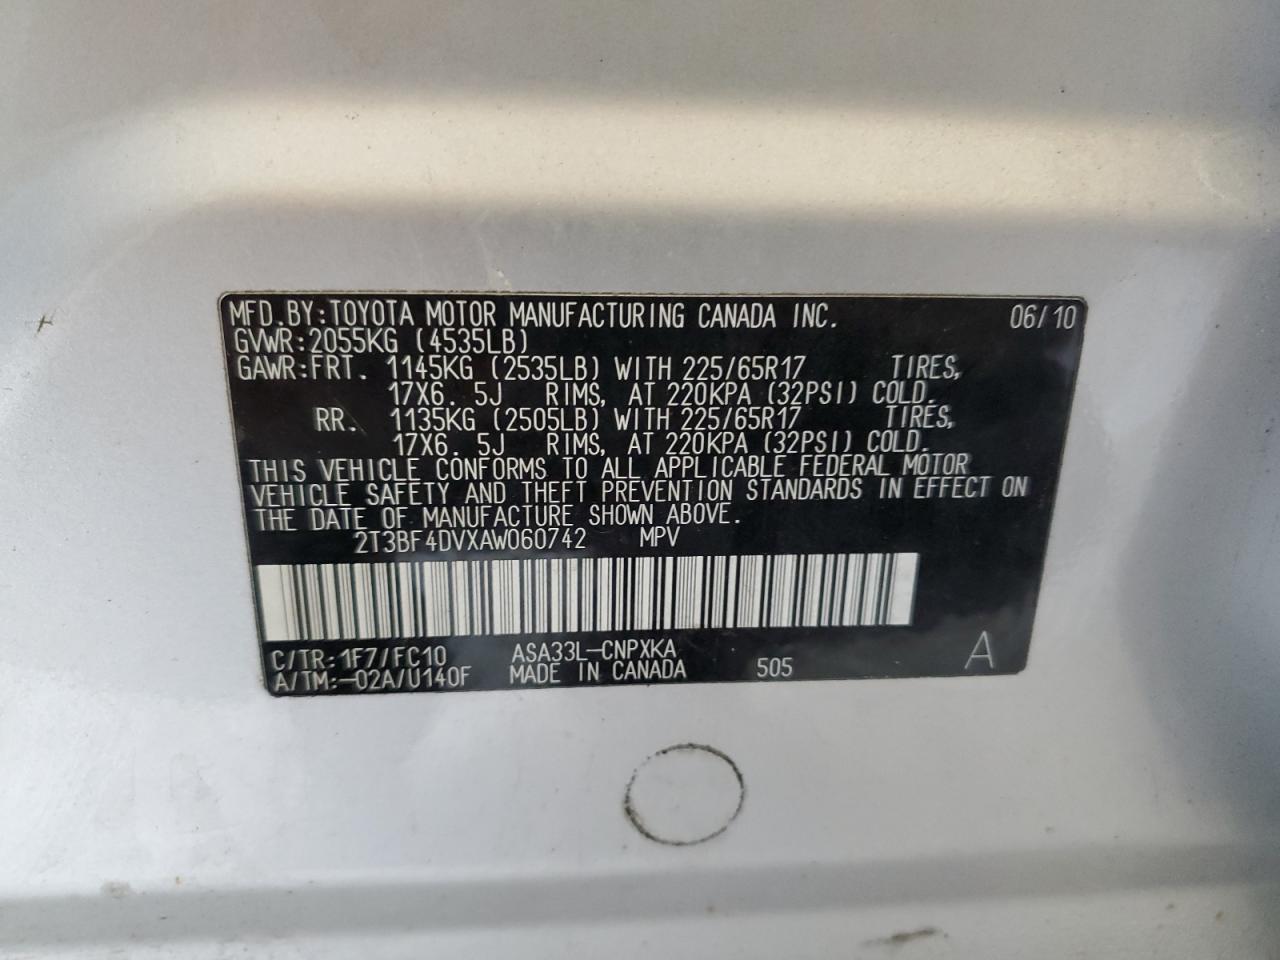 MFD.BY:TOYOTA MOTOR MANUFACTURING CANADA INC. 06/10
GVWR:2055KG (4535LB)
GAWR:FRT. 1145KG (2535LB) WITH 225/65R17 TIRES,
17X6. 5J RIMS, AT 220KPA (32PSI) COLD.
RR. 1135KG (2505LB) WITH 225/65R17 TIRES,
17X6. 5J RIMS, AT 220KPA (32PSI) COLD.
THIS VEHICLE CONFORMS TO ALL APPLICABLE FEDERAL MOTOR
VEHICLE SAFETY AND THEFT PREVENTION STANDARDS IN EFFECT ON
THE DATE OF MANUFACTURE SHOWN ABOVE.
2T3BF4DVXAW060742 MPV
C/TR:1F7/FC10 ASA33L-CNPXKA
A/TM:-02A/U140F MADE IN CANADA 505 A